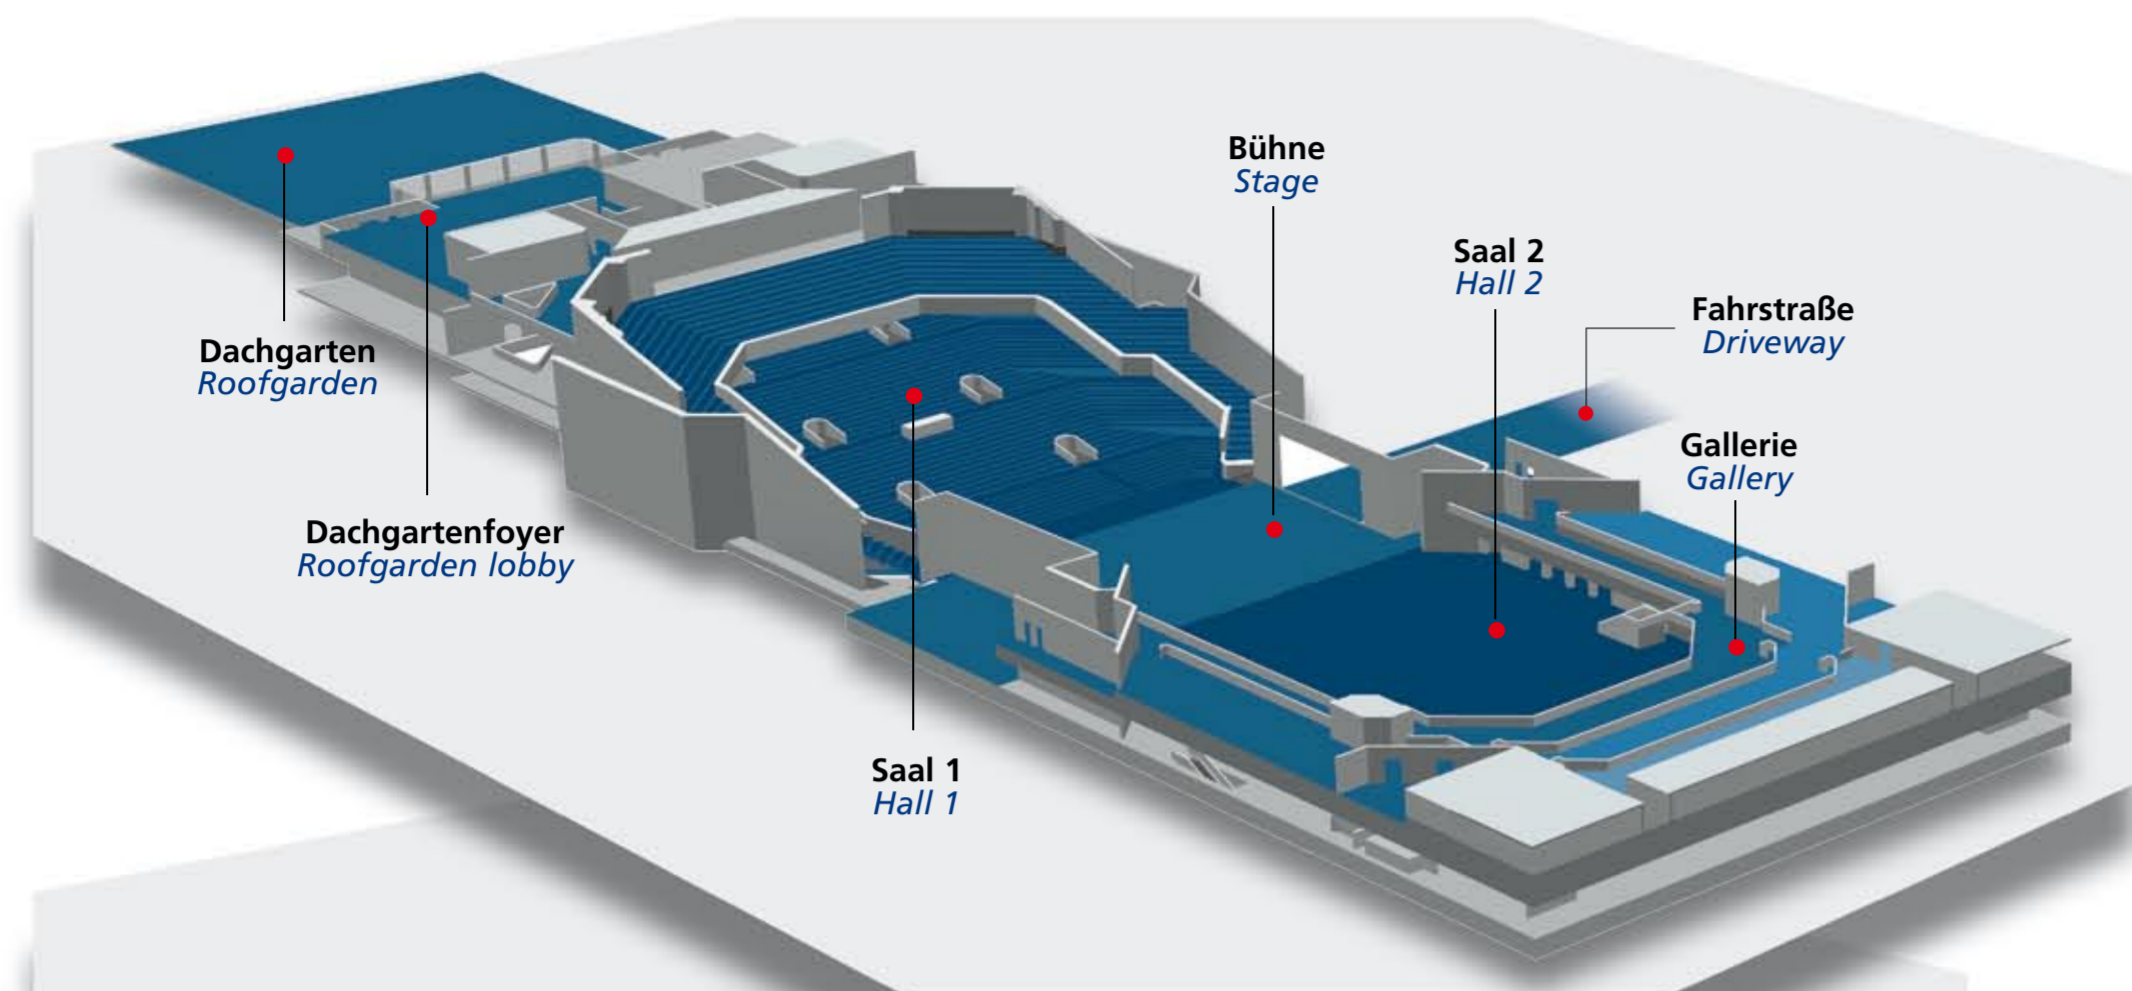 Bühne
Stage
Saal 2
Hall 2
Fahrstraße
Driveway
Dachgarten
Roofgarden
Gallerie
Gallery
Dachgartenfoyer
Roofgarden lobby
Saal 1
Hall 1